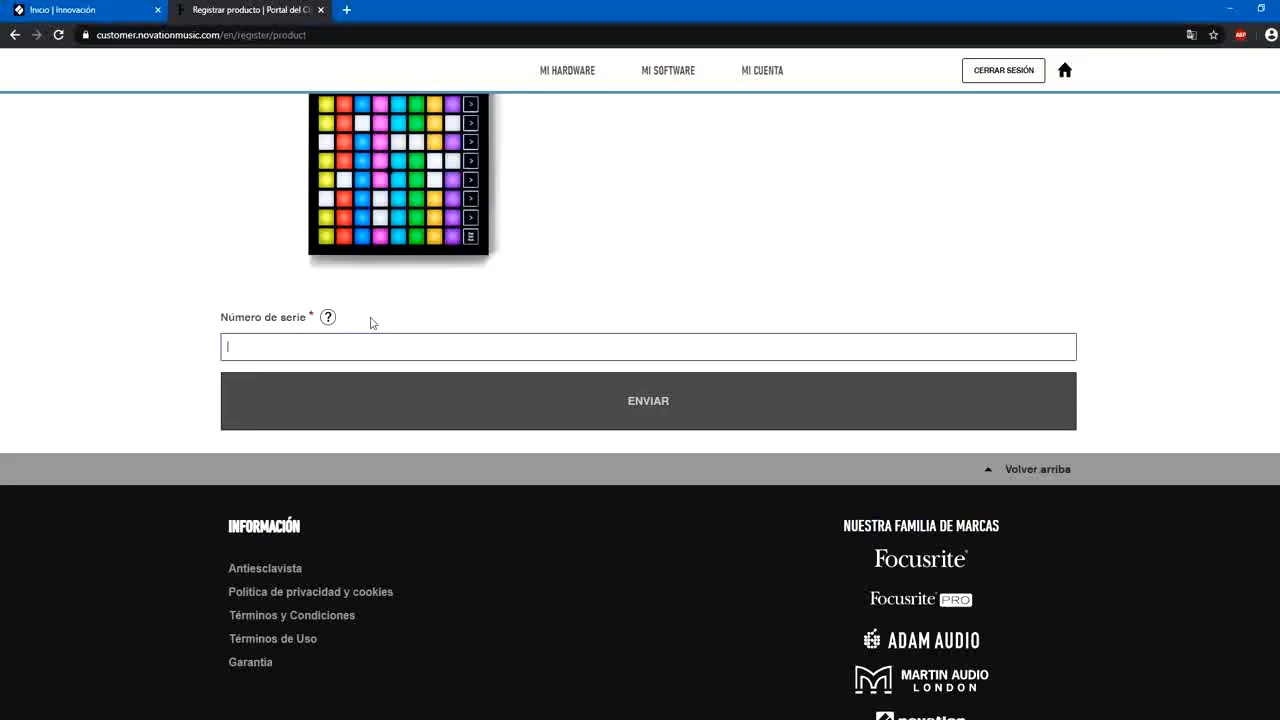 Inicio | Innovación
Registrar producto | Portal del C
customer.novationmusic.com/en/register/product
ABP
MI HARDWARE
MI SOFTWARE
MI CUENTA
CERRAR SESIÓN
Número de serie * ?
ENVIAR
Volver arriba
INFORMACIÓN
Antiesclavista
Política de privacidad y cookies
Términos y Condiciones
Términos de Uso
Garantía
NUESTRA FAMILIA DE MARCAS
Focusrite
Focusrite PRO
ADAM AUDIO
MARTIN AUDIO
LONDON
novation